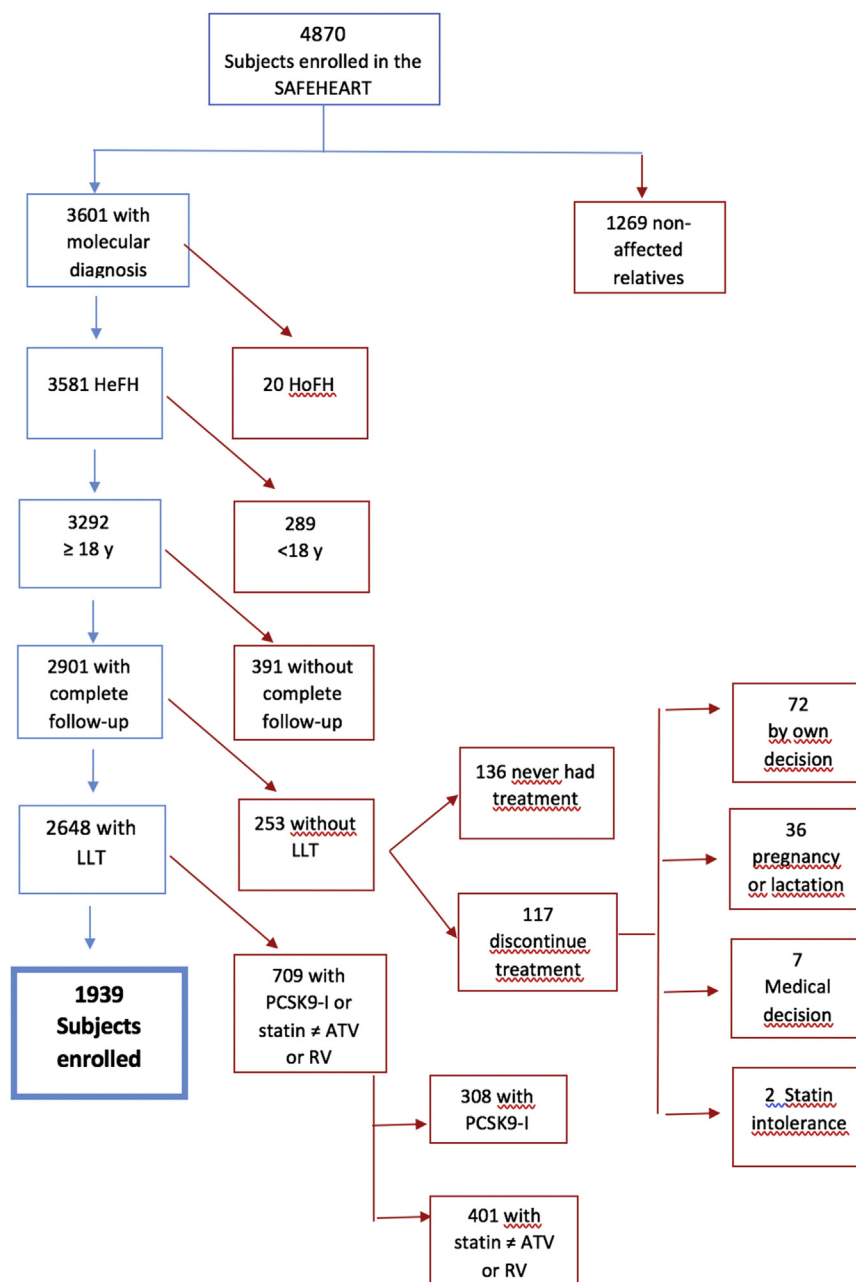 4870
Subjects enrolled in the
SAFEHEART
3601 with
molecular
diagnosis
1269 non-
affected
relatives
3581 HeFH
20 HoFH
3292
≥ 18 y
289
<18 y
2901 with
complete
follow-up
391 without
complete
follow-up
72
by own
decision
136 never had
treatment
2648 with
LLT
253 without
LLT
36
pregnancy
or lactation
117
discontinue
treatment
1939
Subjects
enrolled
709 with
PCSK9-I or
statin ≠ ATV
or RV
7
Medical
decision
308 with
PCSK9-I
2 Statin
intolerance
401 with
statin ≠ ATV
or RV